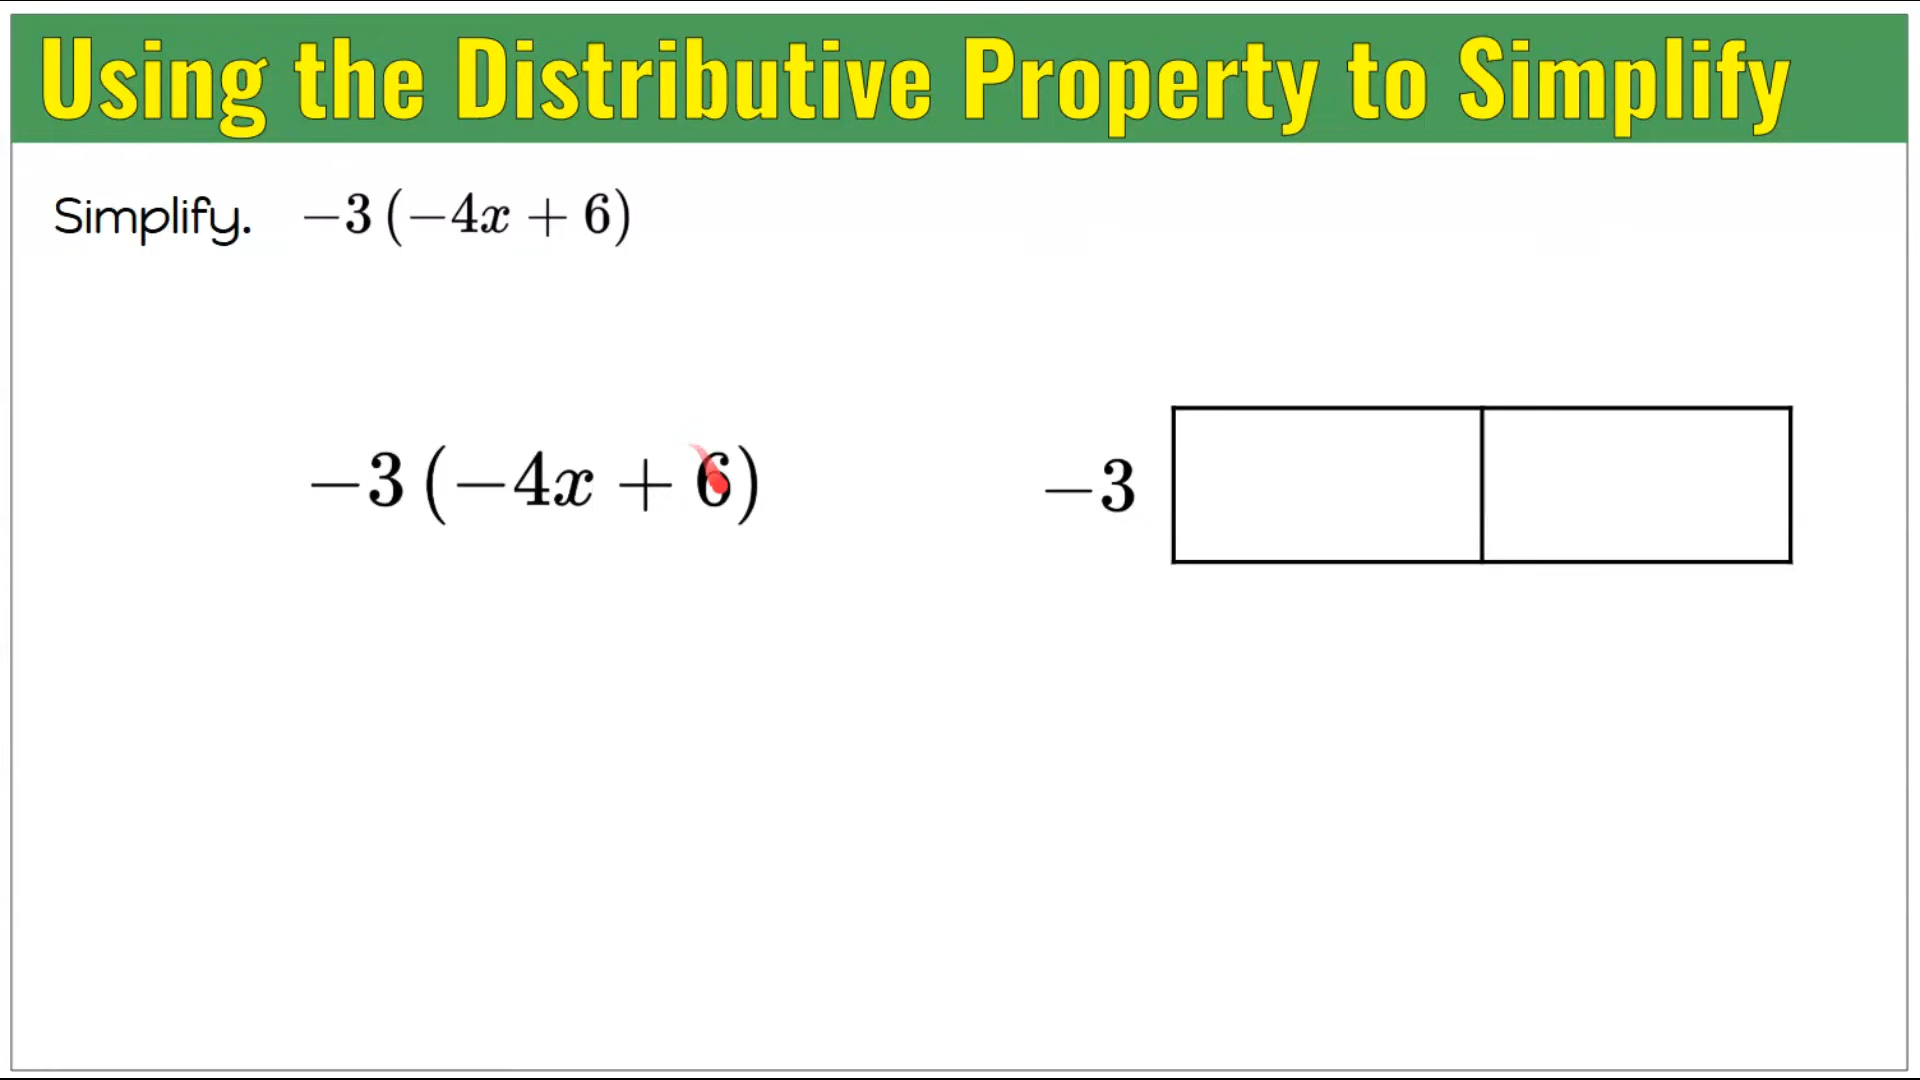 Using the Distributive Property to Simplify
Simplify. −3(−4x + 6)
−3(−4x + 6)
−3